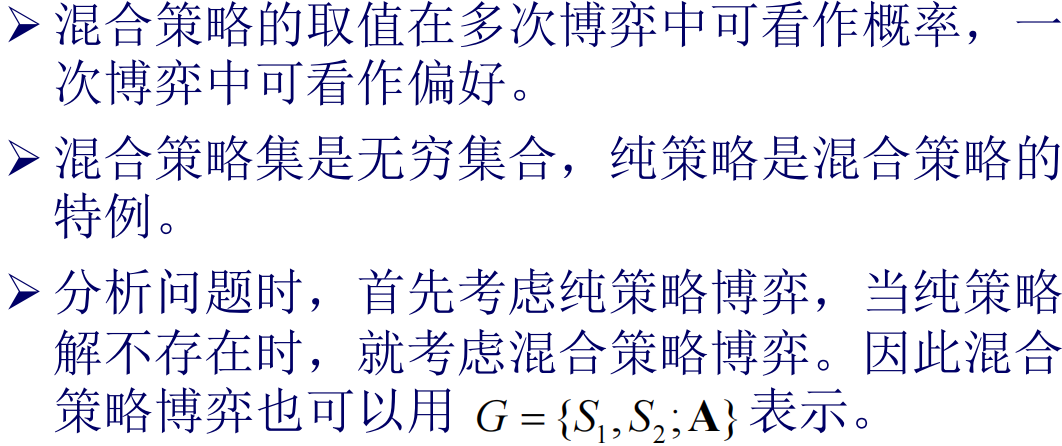 ➢ 混合策略的取值在多次博弈中可看作概率，一
次博弈中可看作偏好。
➢ 混合策略集是无穷集合，纯策略是混合策略的
特例。
➢ 分析问题时，首先考虑纯策略博弈，当纯策略
解不存在时，就考虑混合策略博弈。因此混合
策略博弈也可以用 G = {S₁, S₂; A} 表示。